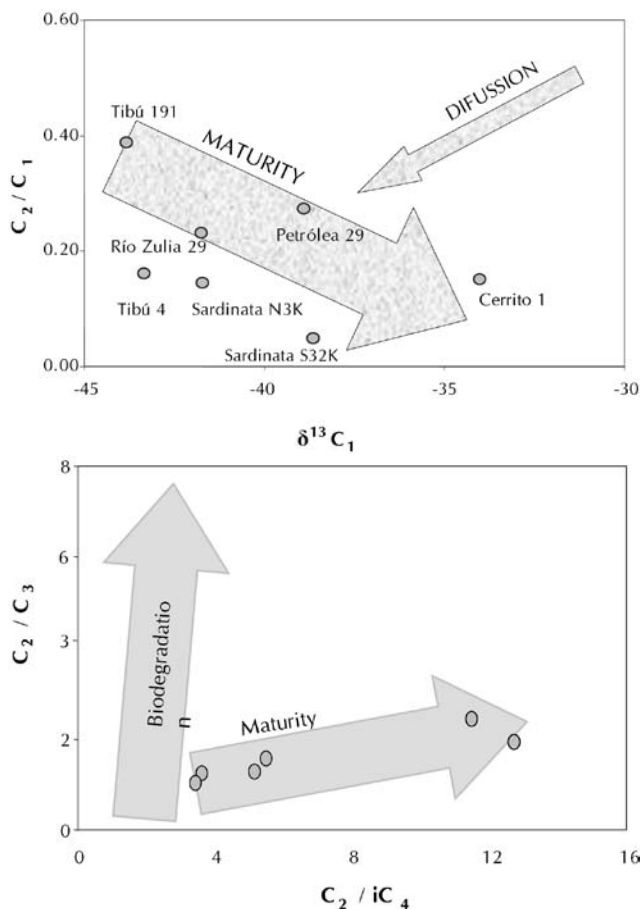 0.60
DIFUSSION
Tibú 191
0.40
MATURITY
C2/C1
0.20
Río Zulia 29
Petrólea 29
Tibú 4
Sardinata N3K
Cerrito 1
Sardinata S32K
0.00
-45
-40
-35
-30
δ13C1
8
6
C2 / C3
3
Biodegradatio
n
Maturity
2
0
0
4
8
12
16
C2 / iC4